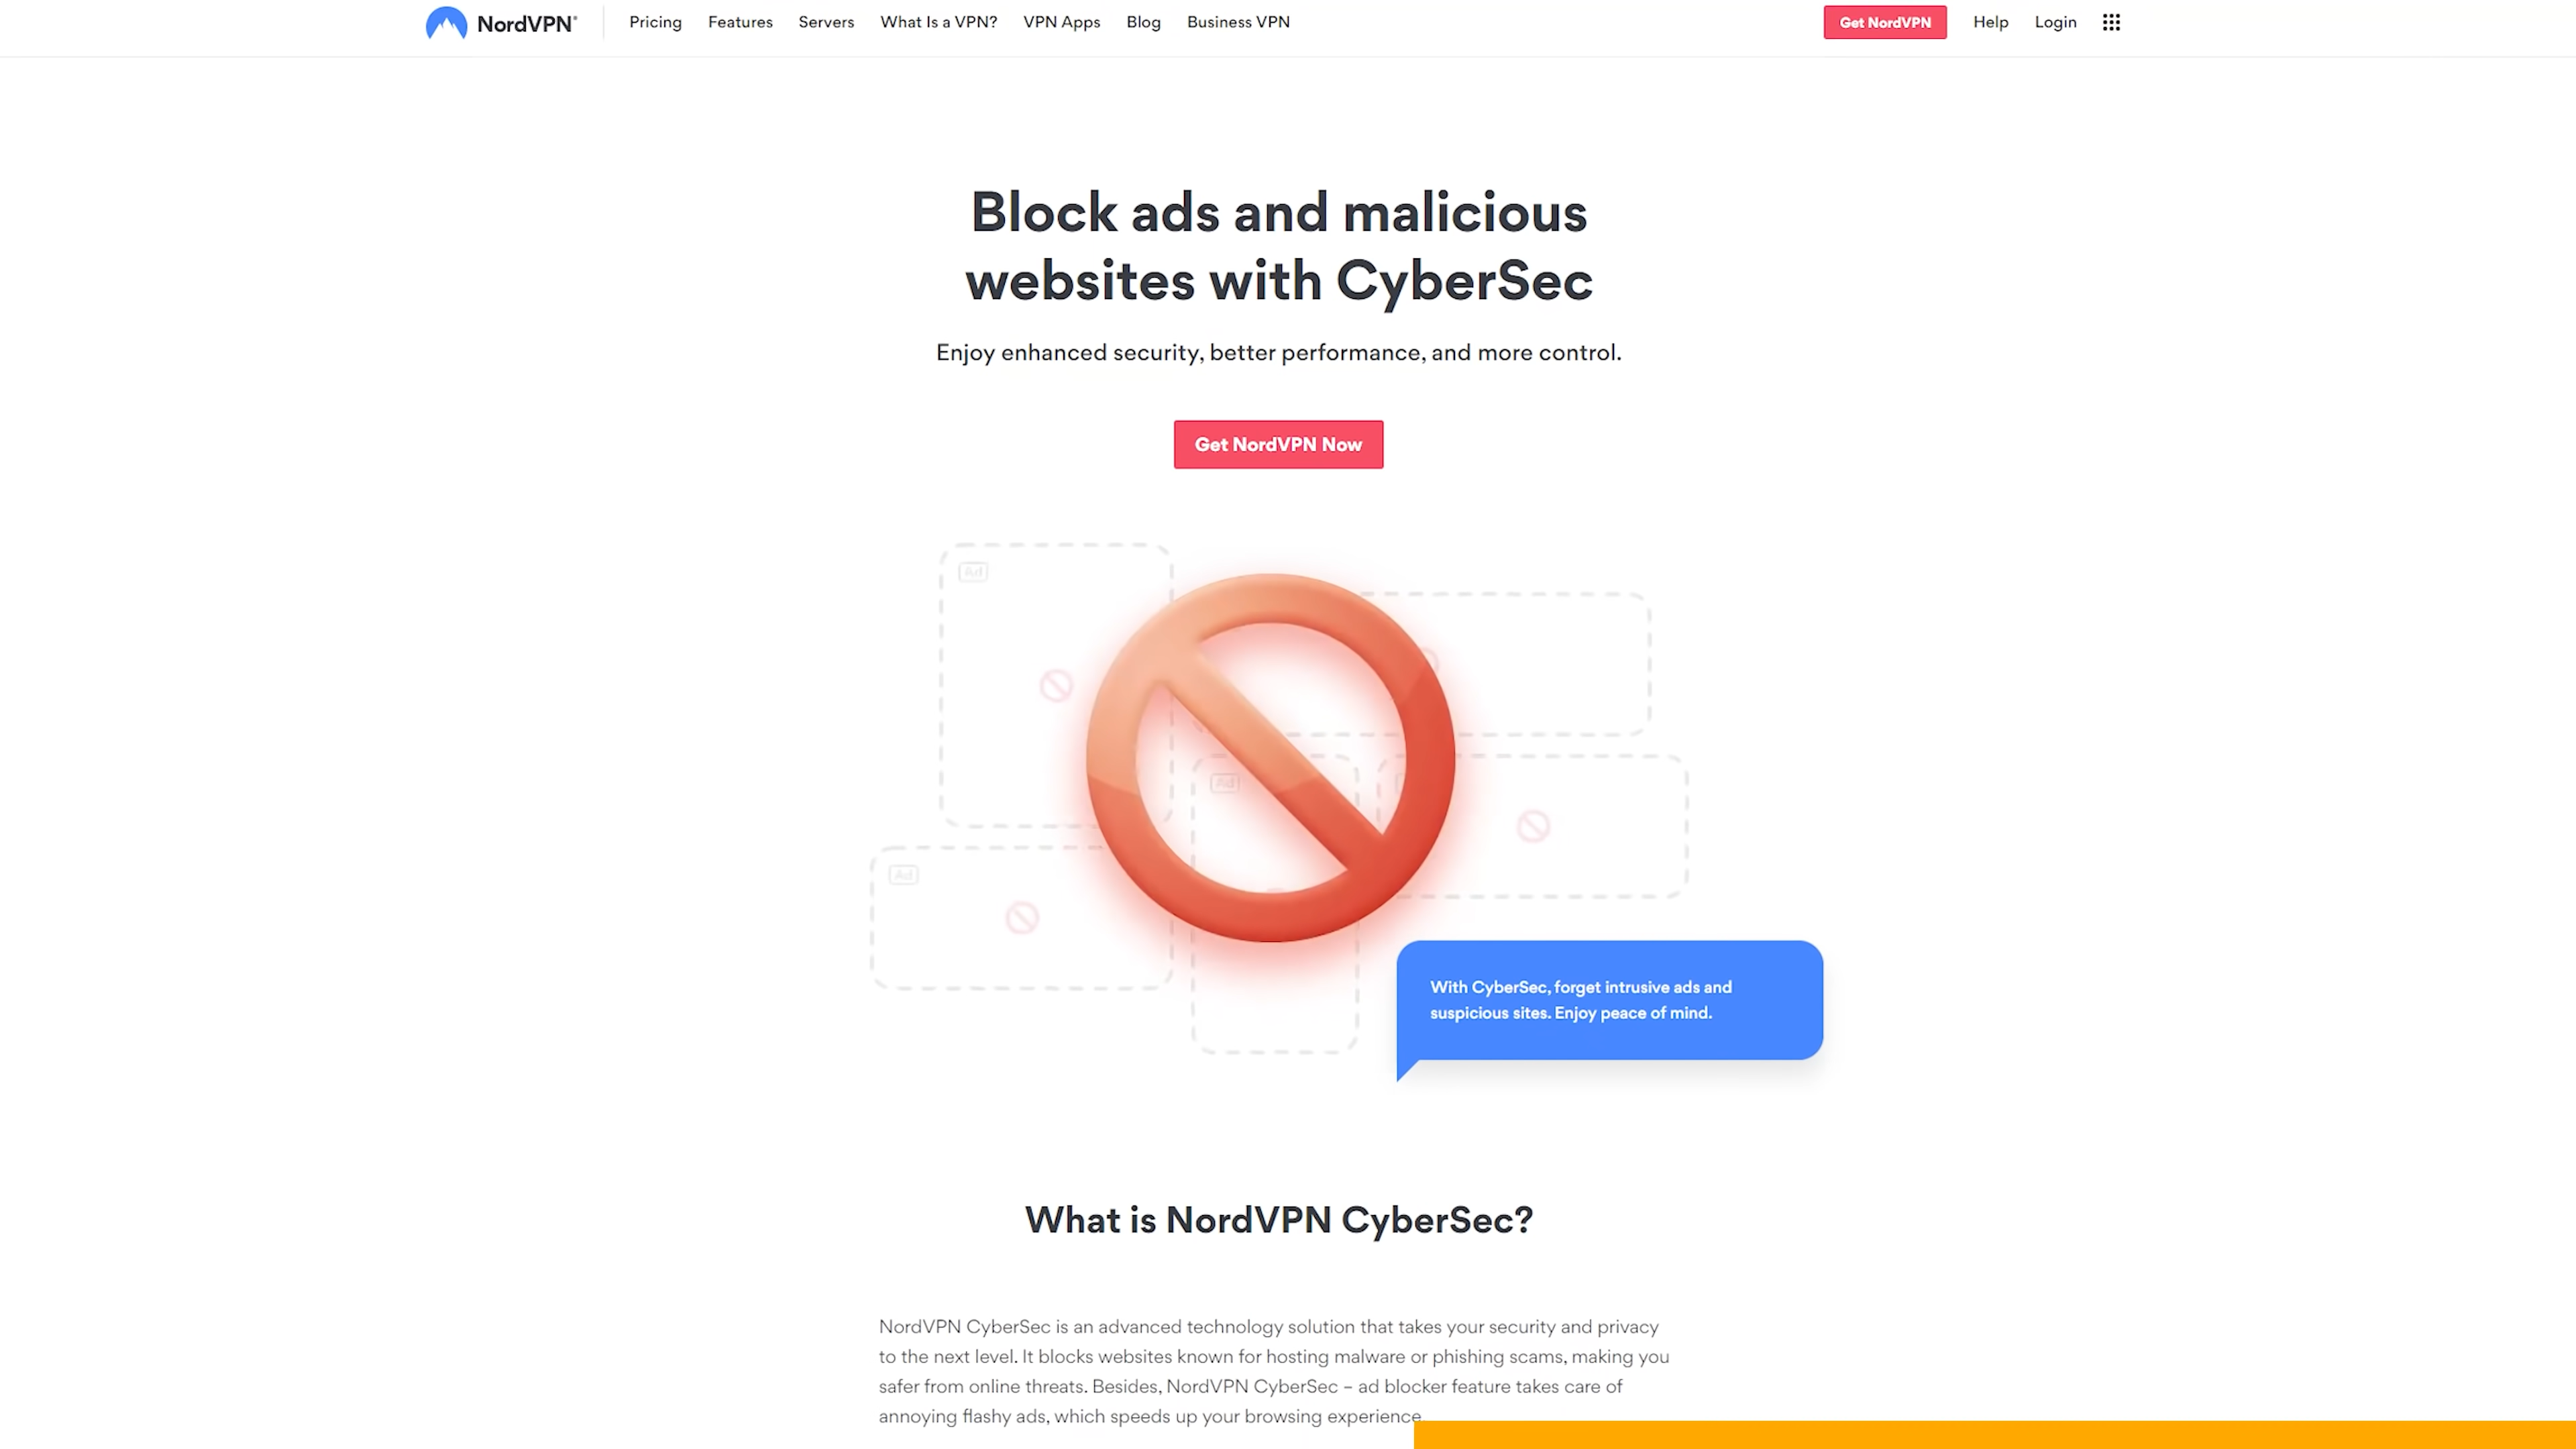 NordVPN®
Pricing
Features
Servers
What Is a VPN?
VPN Apps
Blog
Business VPN
Get NordVPN
Help
Login
Block ads and malicious
websites with CyberSec
Enjoy enhanced security, better performance, and more control.
Get NordVPN Now
Ad
Ad
Ad
With CyberSec, forget intrusive ads and
suspicious sites. Enjoy peace of mind.
What is NordVPN CyberSec?
NordVPN CyberSec is an advanced technology solution that takes your security and privacy
to the next level. It blocks websites known for hosting malware or phishing scams, making you
safer from online threats. Besides, NordVPN CyberSec – ad blocker feature takes care of
annoying flashy ads, which speeds up your browsing experience.